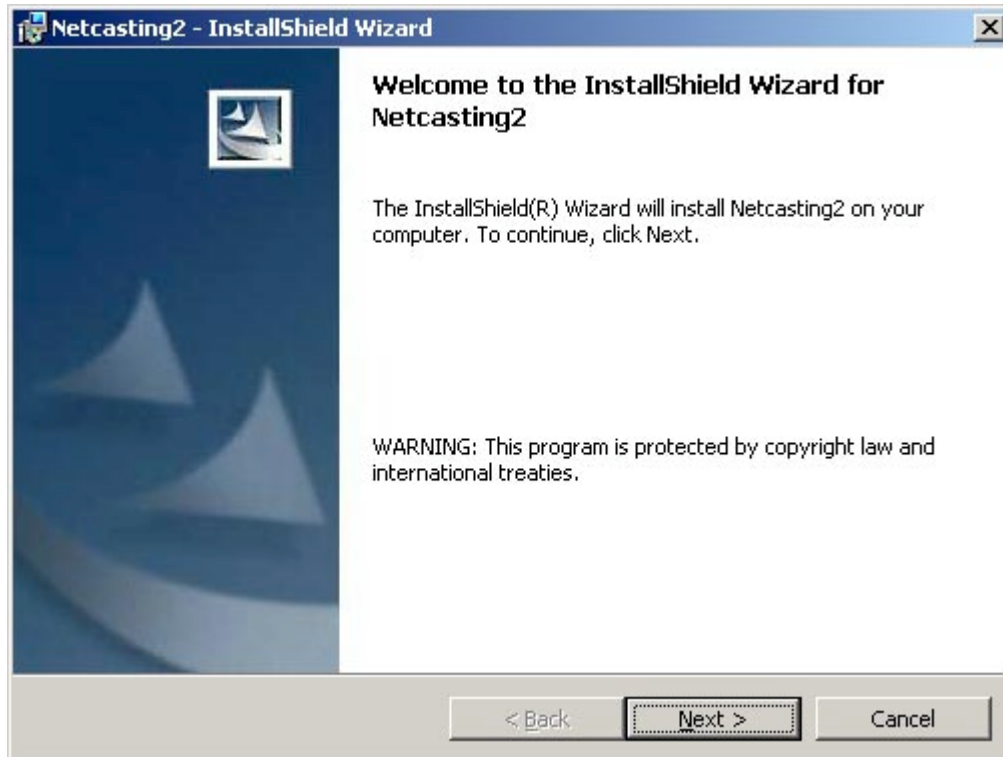 Netcasting2 - InstallShield Wizard
Welcome to the InstallShield Wizard for
Netcasting2
The InstallShield(R) Wizard will install Netcasting2 on your
computer. To continue, click Next.
WARNING: This program is protected by copyright law and
international treaties.
< Back
Next >
Cancel